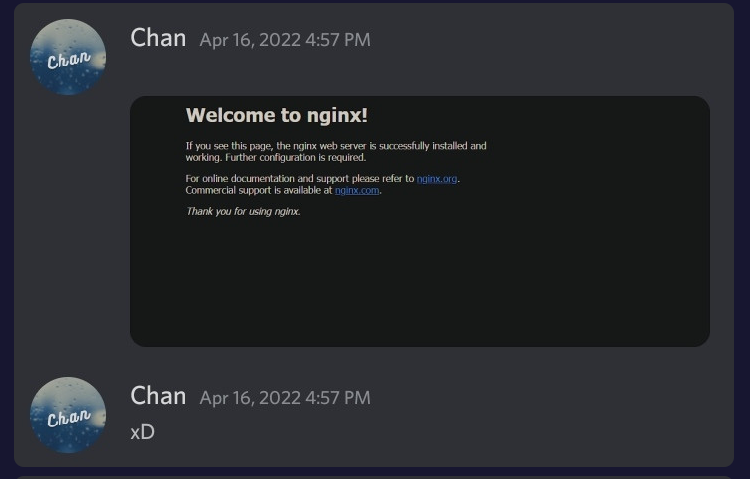 Chan
Chan Apr 16, 2022 4:57 PM
Welcome to nginx!
If you see this page, the nginx web server is successfully installed and
working. Further configuration is required.
For online documentation and support please refer to nginx.org.
Commercial support is available at nginx.com.
Thank you for using nginx.
Chan
Chan Apr 16, 2022 4:57 PM
xD